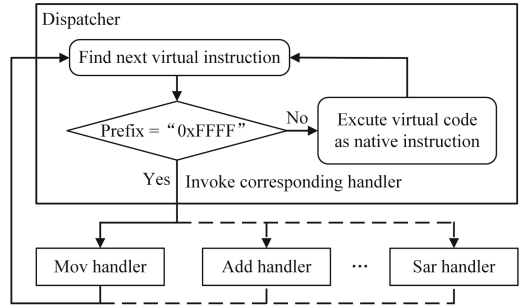 Dispatcher
Find next virtual instruction
Prefix = “0xFFFF”
No
Excute virtual code
as native instruction
Yes
Invoke corresponding handler
Mov handler
Add handler
...
Sar handler